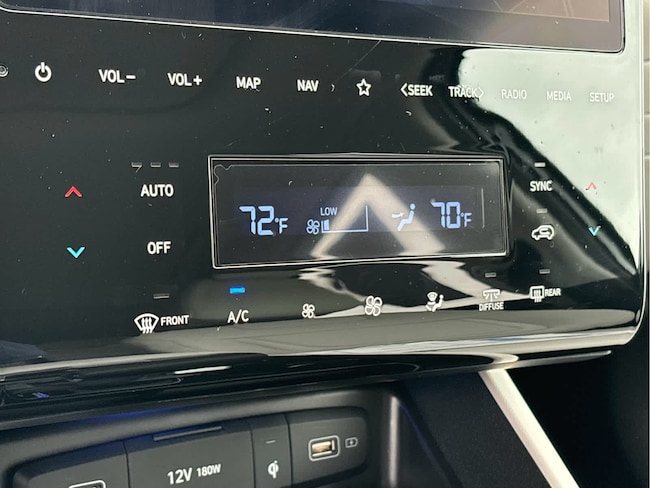 VOL− VOL+ MAP NAV <SEEK TRACK> RADIO MEDIA SETUP
AUTO SYNC
72°F LOW 70°F
OFF
FRONT A/C DIFFUSE REAR
12V 180W